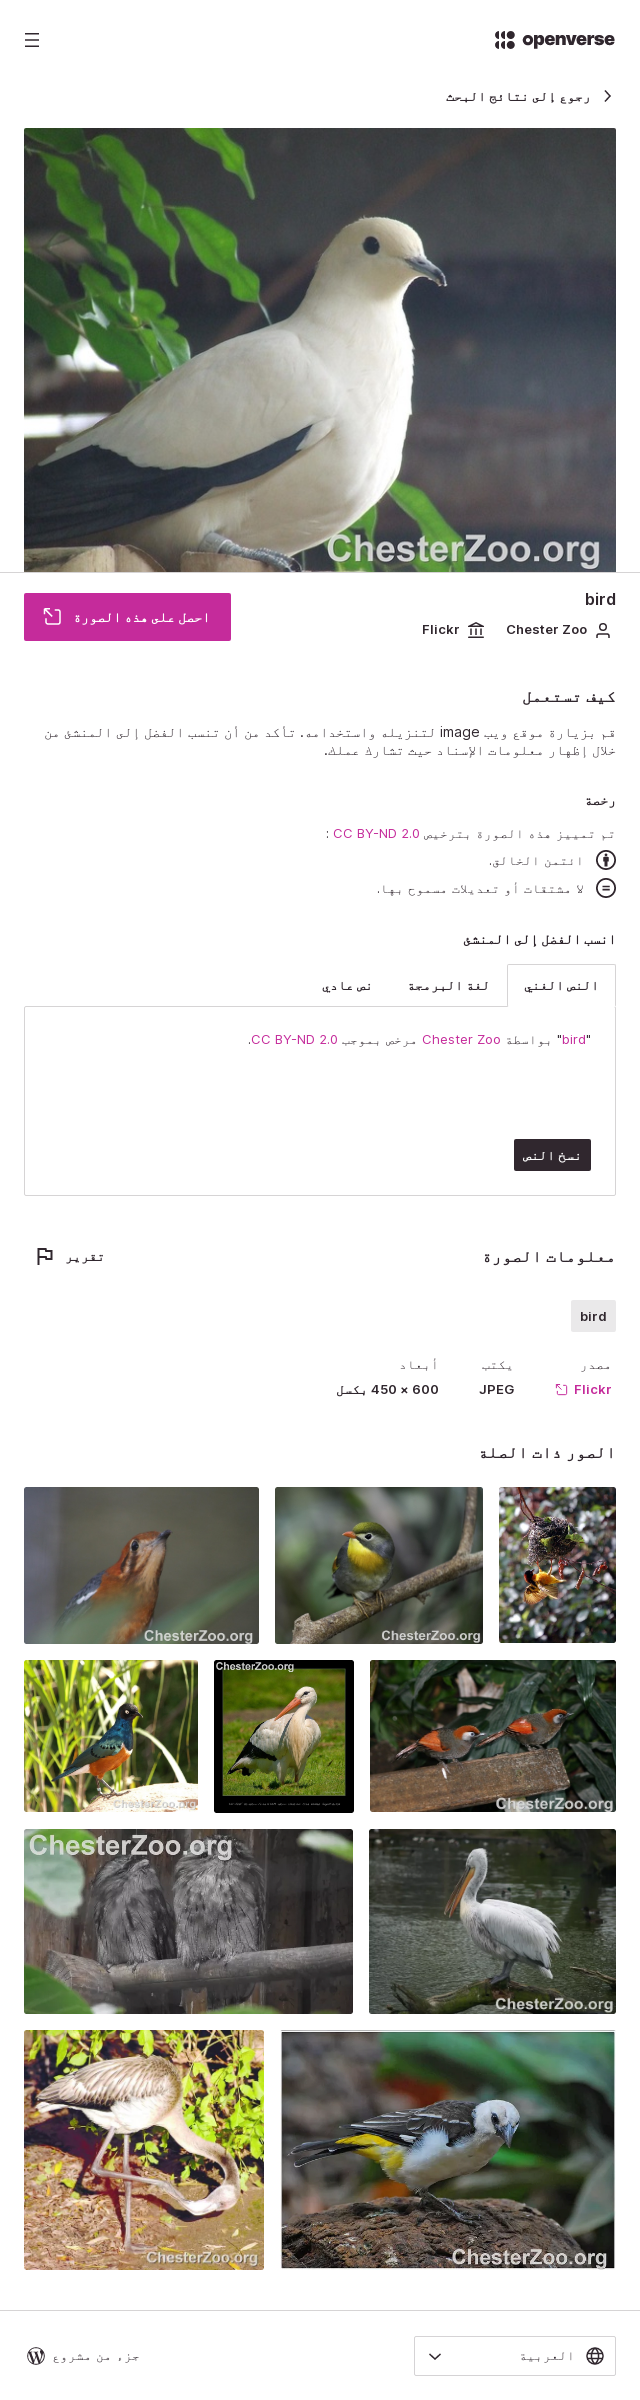 openverse
رجوع إلى نتائج البحث
ChesterZoo.org
bird
Chester Zoo
Flickr
احصل على هذه الصورة
كيف تستعمل
قم بزيارة موقع ويب image لتنزيله واستخدامه. تأكد من أن تنسب الفضل إلى المنشئ من
خلال إظهار معلومات الإسناد حيث تشارك عملك.
رخصة
تم تمييز هذه الصورة بترخيص CC BY-ND 2.0 :
ائتمن الخالق.
لا مشتقات أو تعديلات مسموح بها.
انسب الفضل إلى المنشئ
النص الغني
لغة البرمجة
نص عادي
"bird" بواسطة Chester Zoo مرخص بموجب CC BY-ND 2.0.
نسخ النص
معلومات الصورة
تقرير
bird
مصدر
يكتب
أبعاد
Flickr
JPEG
600 × 450 بكسل
الصور ذات الصلة
ChesterZoo.org
ChesterZoo.org
ChesterZoo.org
ChesterZoo.org
ChesterZoo.org
ChesterZoo.org
ChesterZoo.org
ChesterZoo.org
ChesterZoo.org
العربية
جزء من مشروع